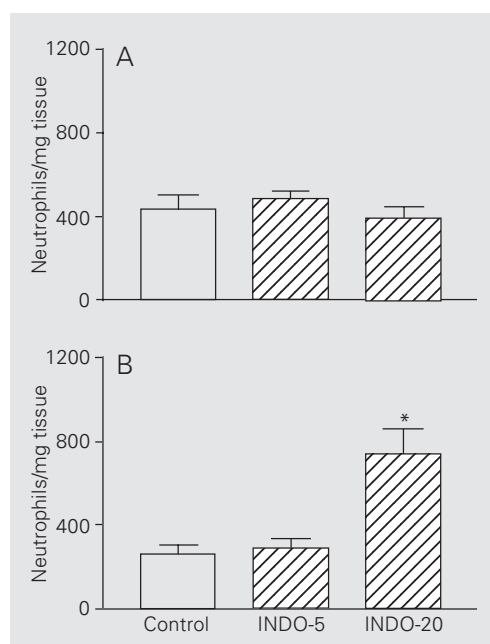 A
Neutrophils/mg tissue
1200
800
400
0
B
Neutrophils/mg tissue
1200
800
400
0
*
Control INDO-5 INDO-20